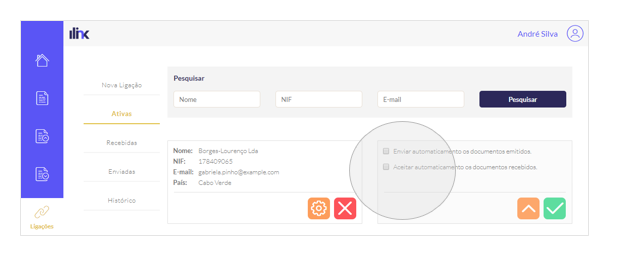 ilink
André Silva
Nova Ligação
Ativas
Recebidas
Enviadas
Histórico
Ligações
Pesquisar
Nome
NIF
E-mail
Pesquisar
Nome: Borges-Lourenço Lda
NIF: 178409065
E-mail: gabriela.pinho@example.com
País: Cabo Verde
Enviar automaticamente os documentos emitidos.
Aceitar automaticamente os documentos recebidos.